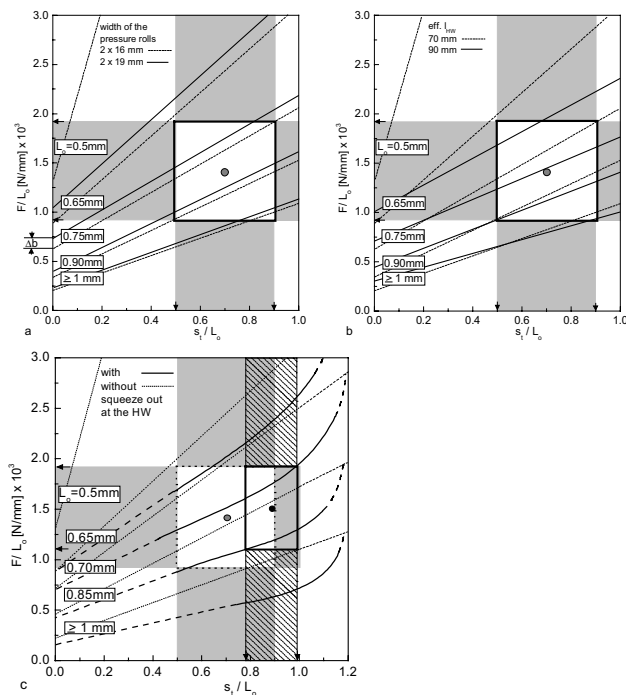 3.0
2.5
2.0
1.5
1.0
0.5
0.0
F/ L₀ [N/mm] x 10³
width of the
pressure rolls
2 x 16 mm
2 x 19 mm
L₀=0.5mm
0.65mm
0.75mm
0.90mm
≥ 1 mm
Δb
0.0 0.2 0.4 0.6 0.8 1.0
a
sₜ / L₀
3.0
2.5
2.0
1.5
1.0
0.5
0.0
F/ L₀ [N/mm] x 10³
eff. l_HW
70 mm
90 mm
L₀=0.5mm
0.65mm
0.75mm
0.90mm
≥ 1 mm
0.0 0.2 0.4 0.6 0.8 1.0
b
sₜ / L₀
3.0
2.5
2.0
1.5
1.0
0.5
0.0
F/ L₀ [N/mm] x 10³
with
without
squeeze out
at the HW
L₀=0.5mm
0.65mm
0.70mm
0.85mm
≥ 1 mm
0.0 0.2 0.4 0.6 0.8 1.0 1.2
c
sₜ / L₀